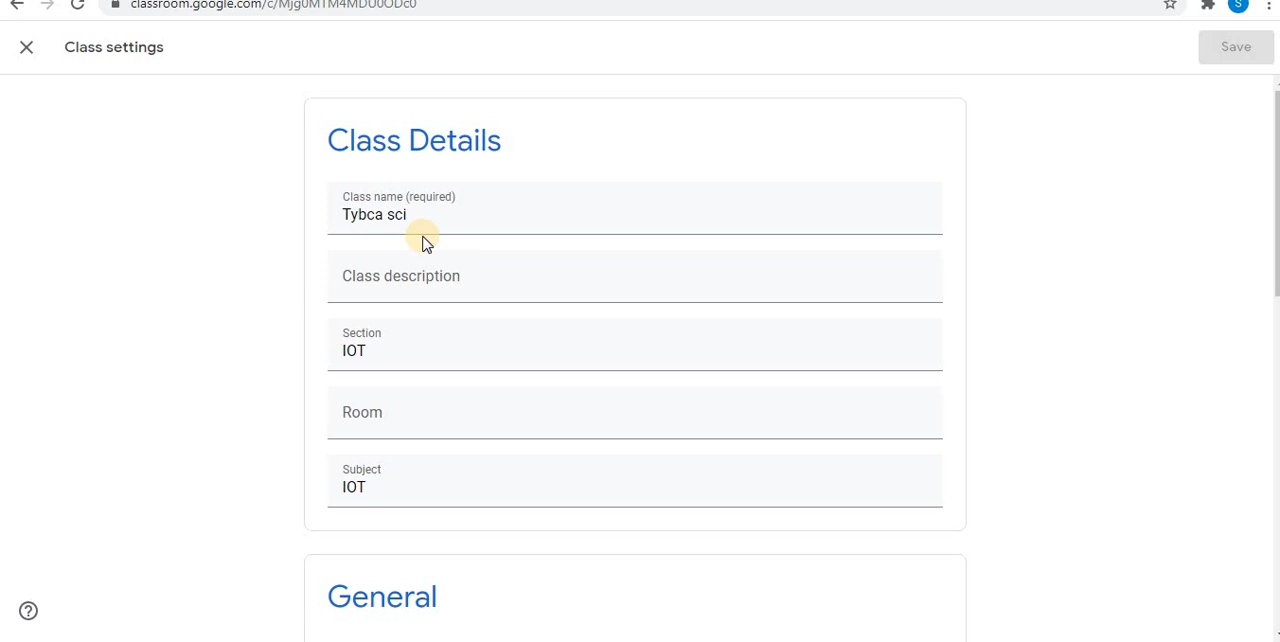 classroom.google.com/c/Mjg0MTM4MDU0ODc0
S
Class settings
Save
Class Details
Class name (required)
Tybca sci
Class description
Section
IOT
Room
Subject
IOT
General